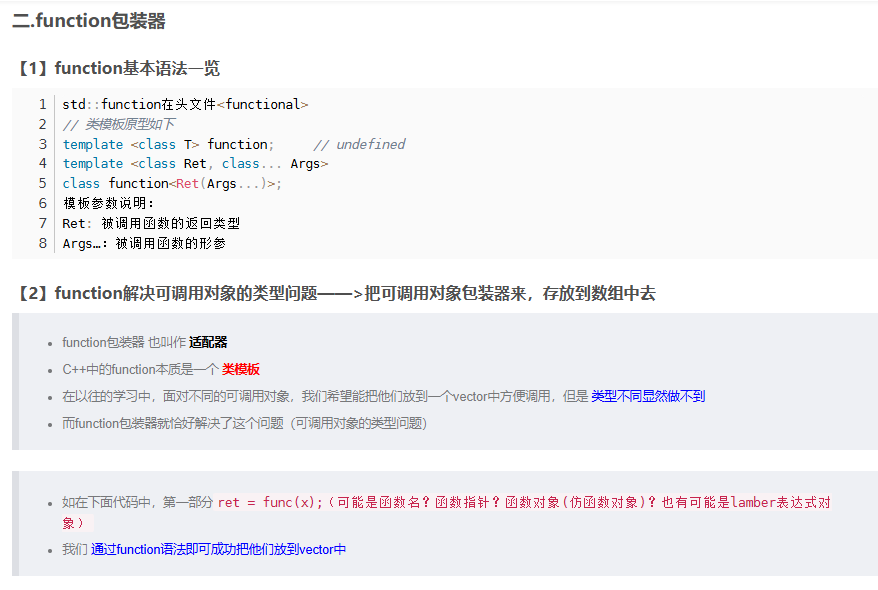 二.function包装器
【1】function基本语法一览
1 std::function在头文件<functional>
2 // 类模板原型如下
3 template <class T> function;     // undefined
4 template <class Ret, class... Args>
5 class function<Ret(Args...)>;
6 模板参数说明：
7 Ret: 被调用函数的返回类型
8 Args…：被调用函数的形参
【2】function解决可调用对象的类型问题——>把可调用对象包装器来，存放到数组中去
• function包装器 也叫作 适配器
• C++中的function本质是一个 类模板
• 在以往的学习中，面对不同的可调用对象，我们希望能把他们放到一个vector中方便调用，但是 类型不同显然做不到
• 而function包装器就恰好解决了这个问题（可调用对象的类型问题）
• 如在下面代码中，第一部分 ret = func(x);（可能是函数名？函数指针？函数对象(仿函数对象)？也有可能是lamber表达式对
象）
• 我们 通过function语法即可成功把他们放到vector中